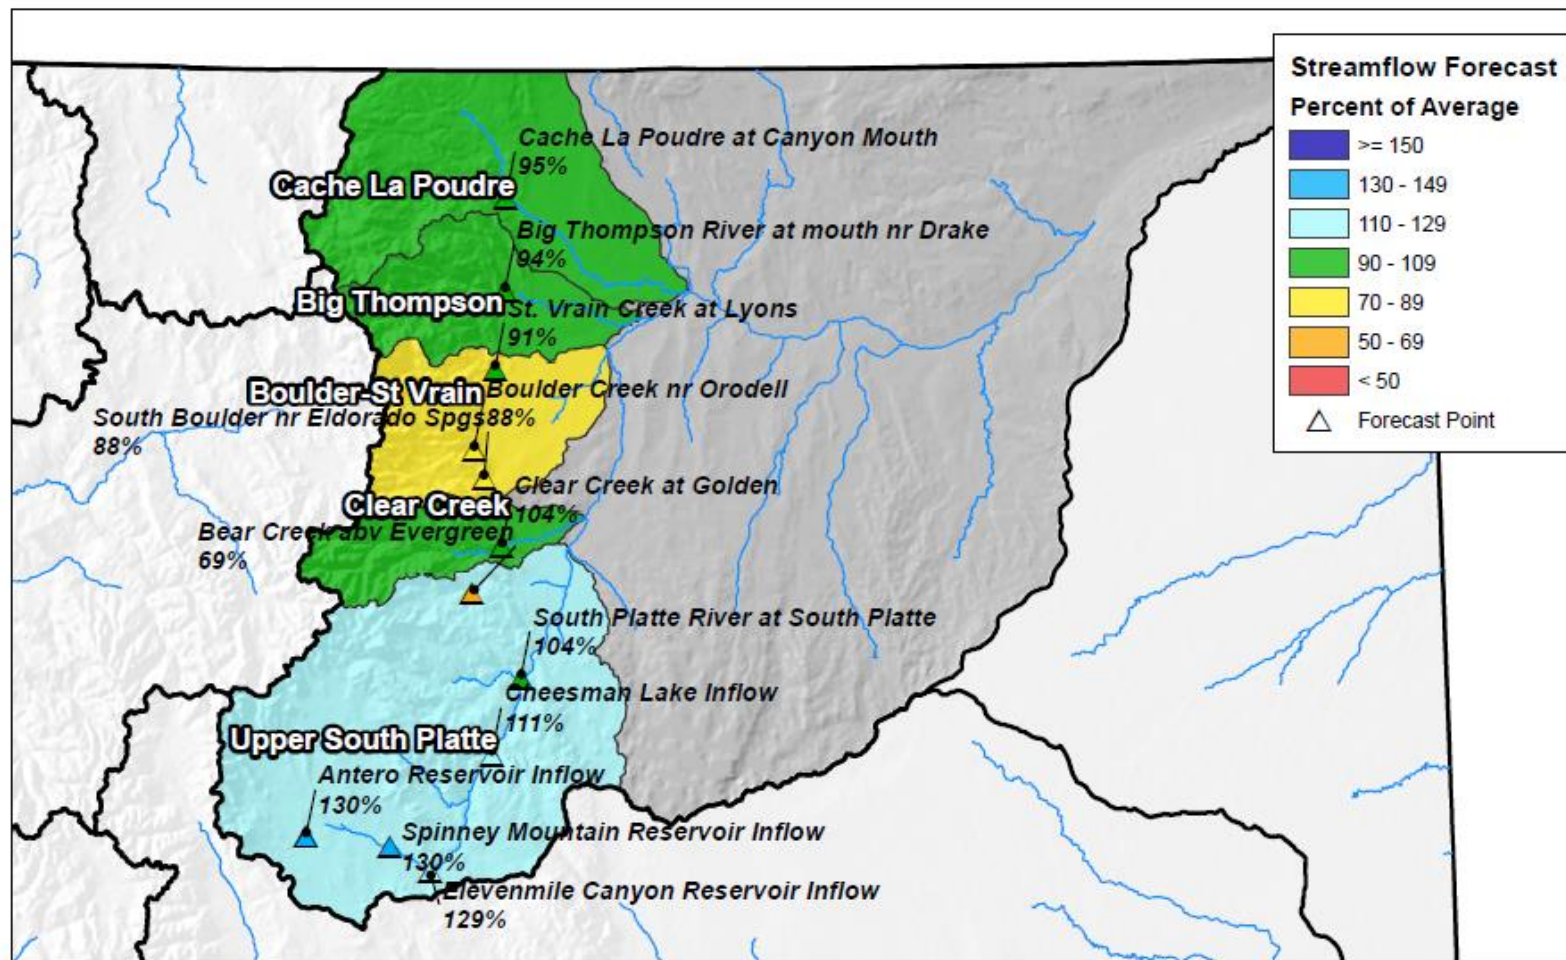 Streamflow Forecast
Percent of Average
>= 150
130 - 149
110 - 129
90 - 109
70 - 89
50 - 69
< 50
Forecast Point
Cache La Poudre at Canyon Mouth
95%
Cache La Poudre
Big Thompson River at mouth nr Drake
94%
Big Thompson
St. Vrain Creek at Lyons
91%
Boulder-St Vrain
Boulder Creek nr Orodell
88%
South Boulder nr Eldorado Spgs
88%
Clear Creek at Golden
104%
Clear Creek
Bear Creek abv Evergreen
69%
South Platte River at South Platte
104%
Cheesman Lake Inflow
111%
Upper South Platte
Antero Reservoir Inflow
130%
Spinney Mountain Reservoir Inflow
130%
Elevenmile Canyon Reservoir Inflow
129%